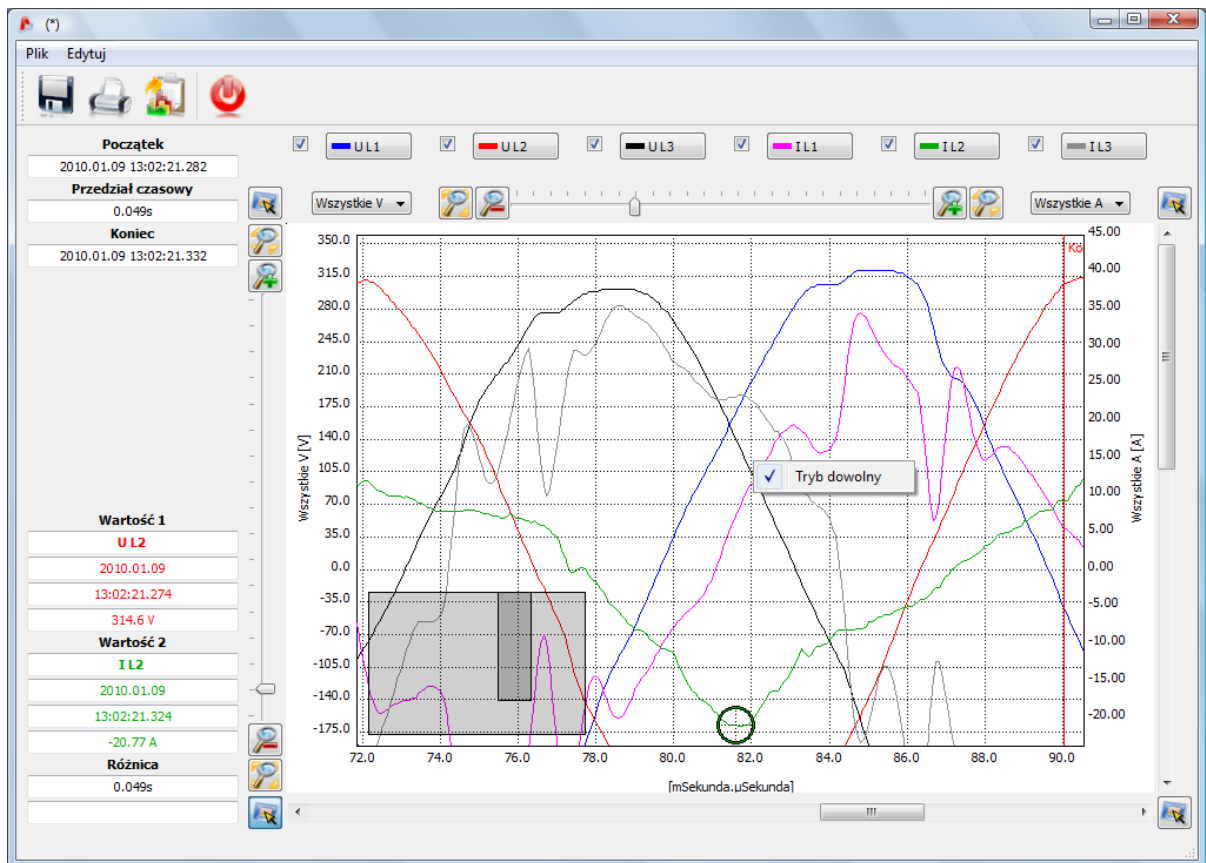 (*)
Plik Edytuj
Początek
2010.01.09 13:02:21.282
Przedział czasowy
0.049s
Koniec
2010.01.09 13:02:21.332
Wartość 1
U L2
2010.01.09
13:02:21.274
314.6 V
Wartość 2
I L2
2010.01.09
13:02:21.324
-20.77 A
Różnica
0.049s
U L1 U L2 U L3 I L1 I L2 I L3
Wszystkie V
Wszystkie A
Wszystkie V [V]
350.0
315.0
280.0
245.0
210.0
175.0
140.0
105.0
70.0
35.0
0.0
-35.0
-70.0
-105.0
-140.0
-175.0
Tryb dowolny
45.00
40.00
35.00
30.00
25.00
20.00
15.00
10.00
5.00
0.00
-5.00
-10.00
-15.00
-20.00
Wszystkie A [A]
72.0 74.0 76.0 78.0 80.0 82.0 84.0 86.0 88.0 90.0
[mSekunda.µSekunda]